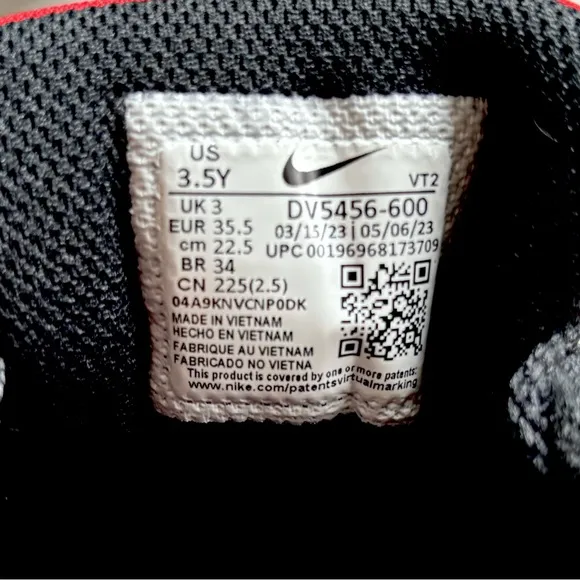 US
3.5Y
VT2
UK 3
EUR 35.5
cm 22.5
BR 34
CN 225(2.5)
DV5456-600
03/15/23 | 05/06/23
UPC 00196968173709
04A9KNVCNP0DK
MADE IN VIETNAM
HECHO EN VIETNAM
FABRIQUE AU VIETNAM
FABRICADO NO VIETNA
This product is covered by one or more patents:
www.nike.com/patentsvirtualmarking